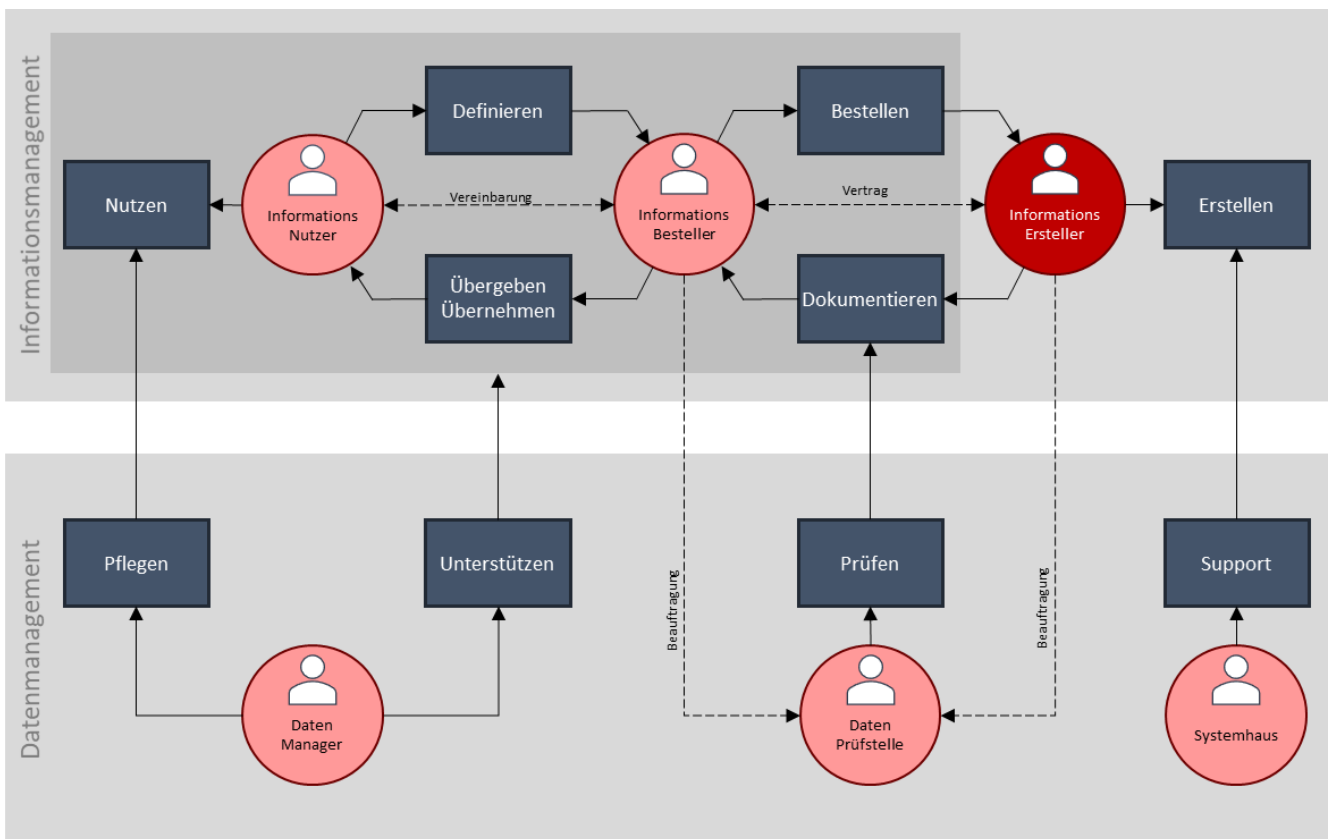 Informationsmanagement
Definieren
Bestellen
Nutzen
Informations
Nutzer
Vereinbarung
Informations
Besteller
Vertrag
Informations
Ersteller
Erstellen
Übergeben
Übernehmen
Dokumentieren
Datenmanagement
Pflegen
Unterstützen
Beauftragung
Prüfen
Beauftragung
Support
Daten
Manager
Daten
Prüfstelle
Systemhaus